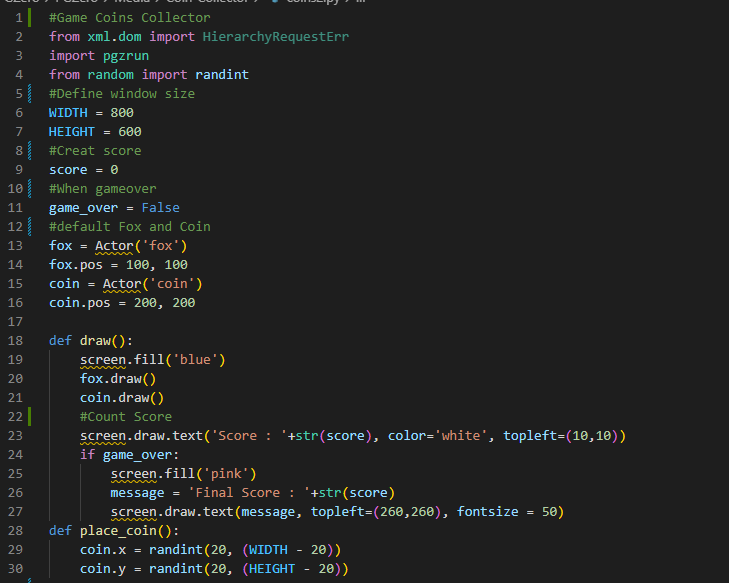 1 #Game Coins Collector
2 from xml.dom import HierarchyRequestErr
3 import pgzrun
4 from random import randint
5 #Define window size
6 WIDTH = 800
7 HEIGHT = 600
8 #Creat score
9 score = 0
10 #When gameover
11 game_over = False
12 #default Fox and Coin
13 fox = Actor('fox')
14 fox.pos = 100, 100
15 coin = Actor('coin')
16 coin.pos = 200, 200
17
18 def draw():
19     screen.fill('blue')
20     fox.draw()
21     coin.draw()
22     #Count Score
23     screen.draw.text('Score : '+str(score), color='white', topleft=(10,10))
24     if game_over:
25         screen.fill('pink')
26         message = 'Final Score : '+str(score)
27         screen.draw.text(message, topleft=(260,260), fontsize = 50)
28 def place_coin():
29     coin.x = randint(20, (WIDTH - 20))
30     coin.y = randint(20, (HEIGHT - 20))